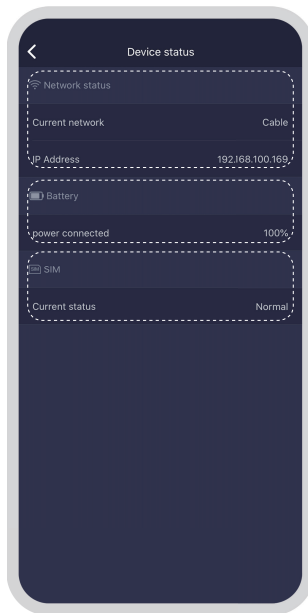 Device status
Network status
Current network Cable
IP Address 192.168.100.169
Battery
power connected 100%
SIM SIM
Current status Normal